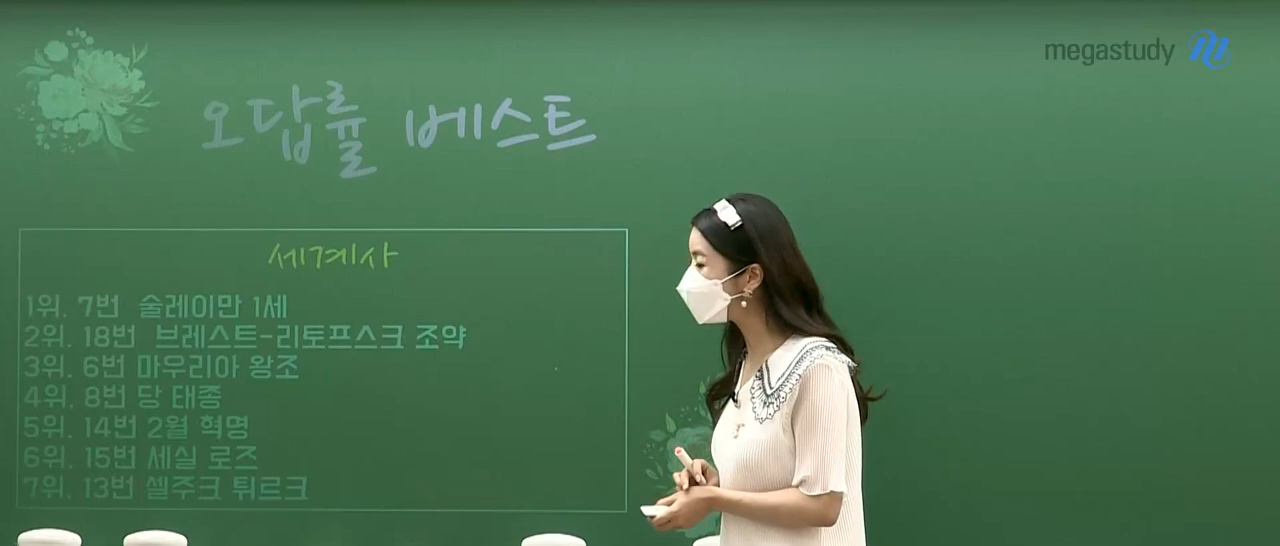 megastudy
오답률 베스트
세계사
1위. 7번 술레이만 1세
2위. 18번 브레스트-리토프스크 조약
3위. 6번 마우리아 왕조
4위. 8번 당 태종
5위. 14번 2월 혁명
6위. 15번 세실 로즈
7위. 13번 셀주크 튀르크